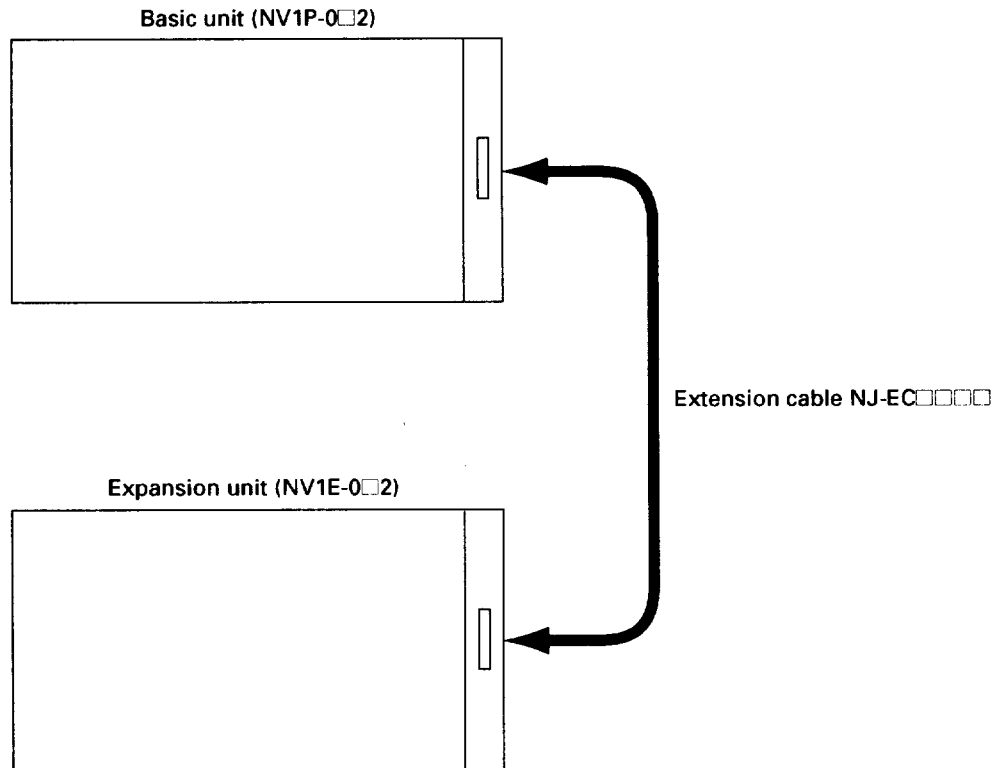 Basic unit (NV1P-0□2)
Extension cable NJ-EC□□□□
Expansion unit (NV1E-0□2)